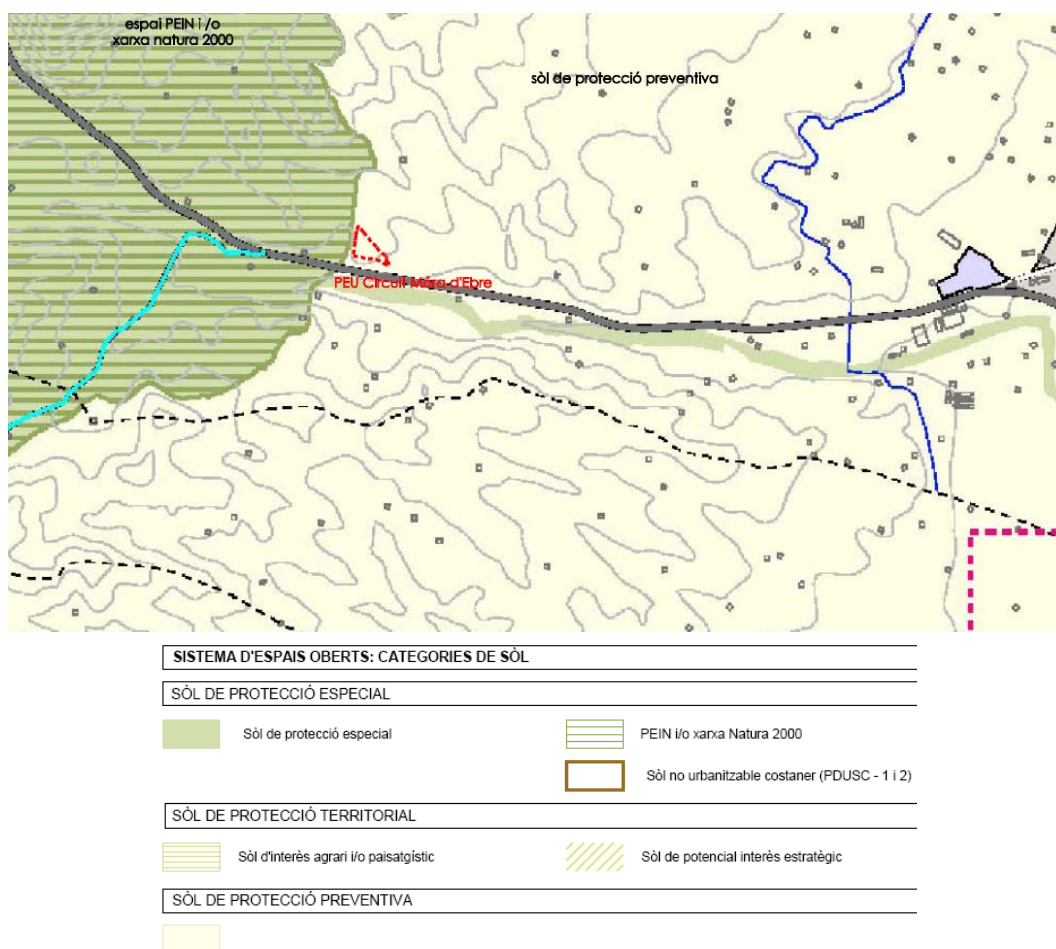 espai PEIN i /o
xarxa natura 2000
sòl de protecció preventiva
PEU Circuit Móra d'Ebre
SISTEMA D'ESPAIS OBERTS: CATEGORIES DE SÒL
SÒL DE PROTECCIÓ ESPECIAL
Sòl de protecció especial
PEIN i/o xarxa Natura 2000
Sòl no urbanitzable costaner (PDUSC - 1 i 2)
SÒL DE PROTECCIÓ TERRITORIAL
Sòl d'interès agrari i/o paisatgístic
Sòl de potencial interès estratègic
SÒL DE PROTECCIÓ PREVENTIVA